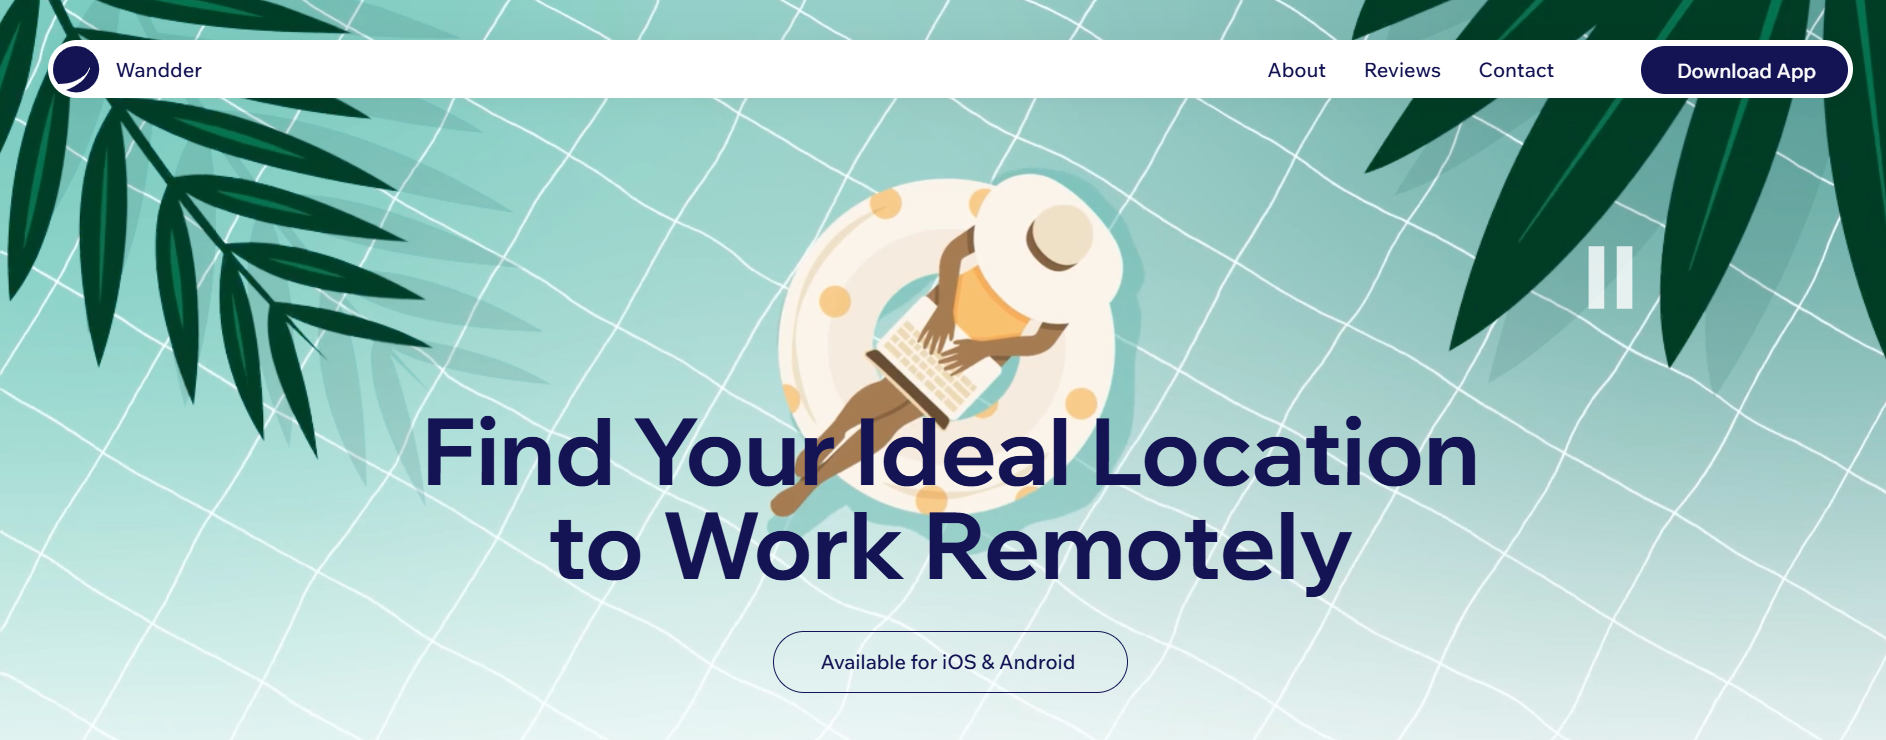 Wandder
About
Reviews
Contact
Download App
Find Your Ideal Location
to Work Remotely
Available for iOS & Android